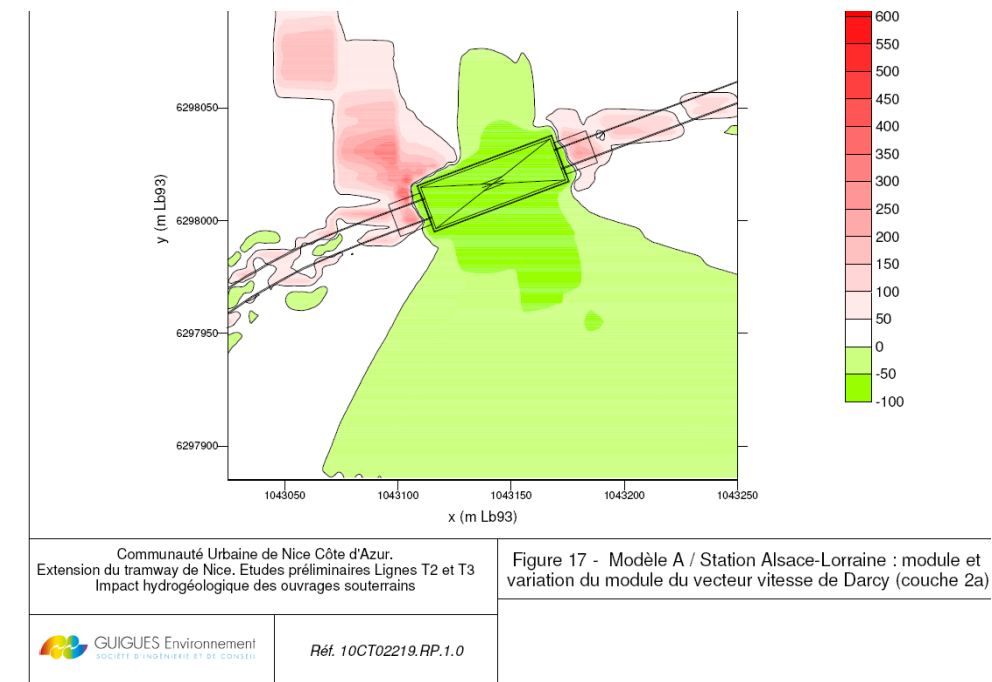 600
550
500
450
400
350
300
250
200
150
100
50
0
-50
-100
6298050
6298000
6297950
6297900
y (m Lb93)
1043050 1043100 1043150 1043200 1043250
x (m Lb93)
Communauté Urbaine de Nice Côte d'Azur.
Extension du tramway de Nice. Etudes préliminaires Lignes T2 et T3
Impact hydrogéologique des ouvrages souterrains
Figure 17 - Modèle A / Station Alsace-Lorraine : module et
variation du module du vecteur vitesse de Darcy (couche 2a)
GUIGUES Environnement
SOCIÉTÉ D'INGÉNIERIE ET DE CONSEIL
Réf. 10CT02219.RP.1.0